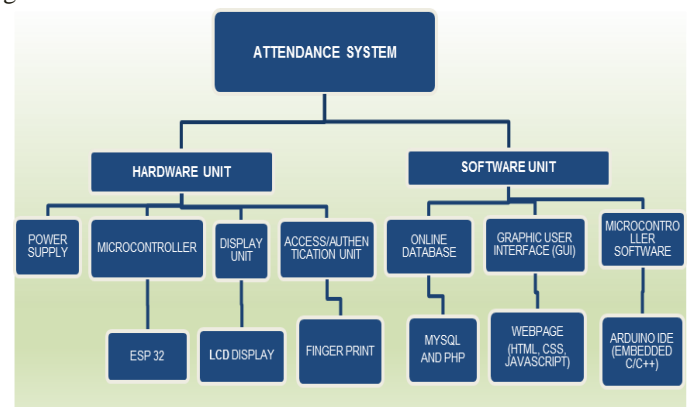 g
ATTENDANCE SYSTEM
HARDWARE UNIT
SOFTWARE UNIT
POWER
SUPPLY
MICROCONTROLLER
DISPLAY
UNIT
ACCESS/AUTHEN
TICATION UNIT
ONLINE
DATABASE
GRAPHIC USER
INTERFACE (GUI)
MICROCONTRO
LLER
SOFTWARE
ESP 32
LCD DISPLAY
FINGER PRINT
MYSQL
AND PHP
WEBPAGE
(HTML, CSS,
JAVASCRIPT)
ARDUINO IDE
(EMBEDDED
C/C++)